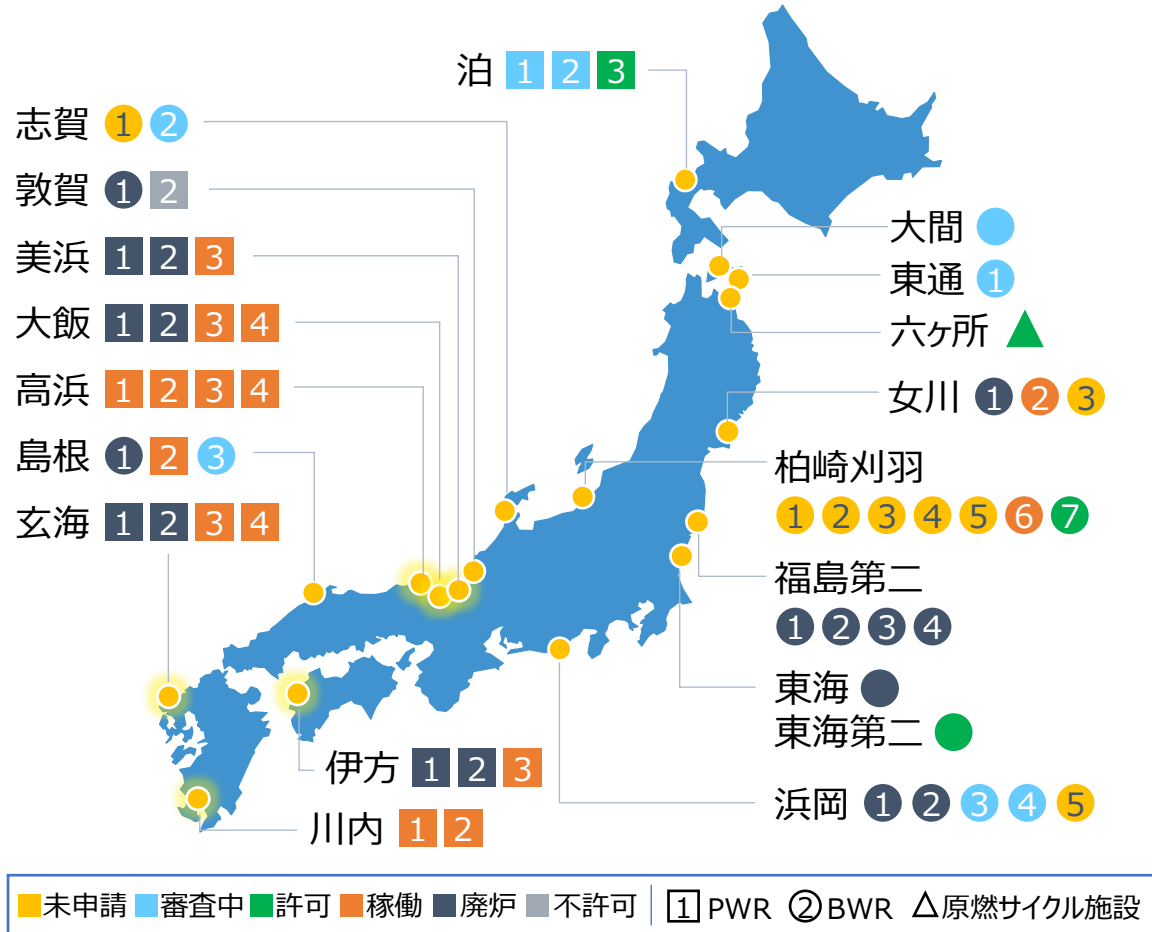 泊 1 2 3
志賀 1 2
敦賀 1 2
美浜 1 2 3
大飯 1 2 3 4
高浜 1 2 3 4
島根 1 2 3
玄海 1 2 3 4
大間
東通 1
六ヶ所
女川 1 2 3
柏崎刈羽
1 2 3 4 5 6 7
福島第二
1 2 3 4
東海
東海第二
浜岡 1 2 3 4 5
伊方 1 2 3
川内 1 2
未申請 審査中 許可 稼働 廃炉 不許可 1 PWR 2 BWR 原燃サイクル施設